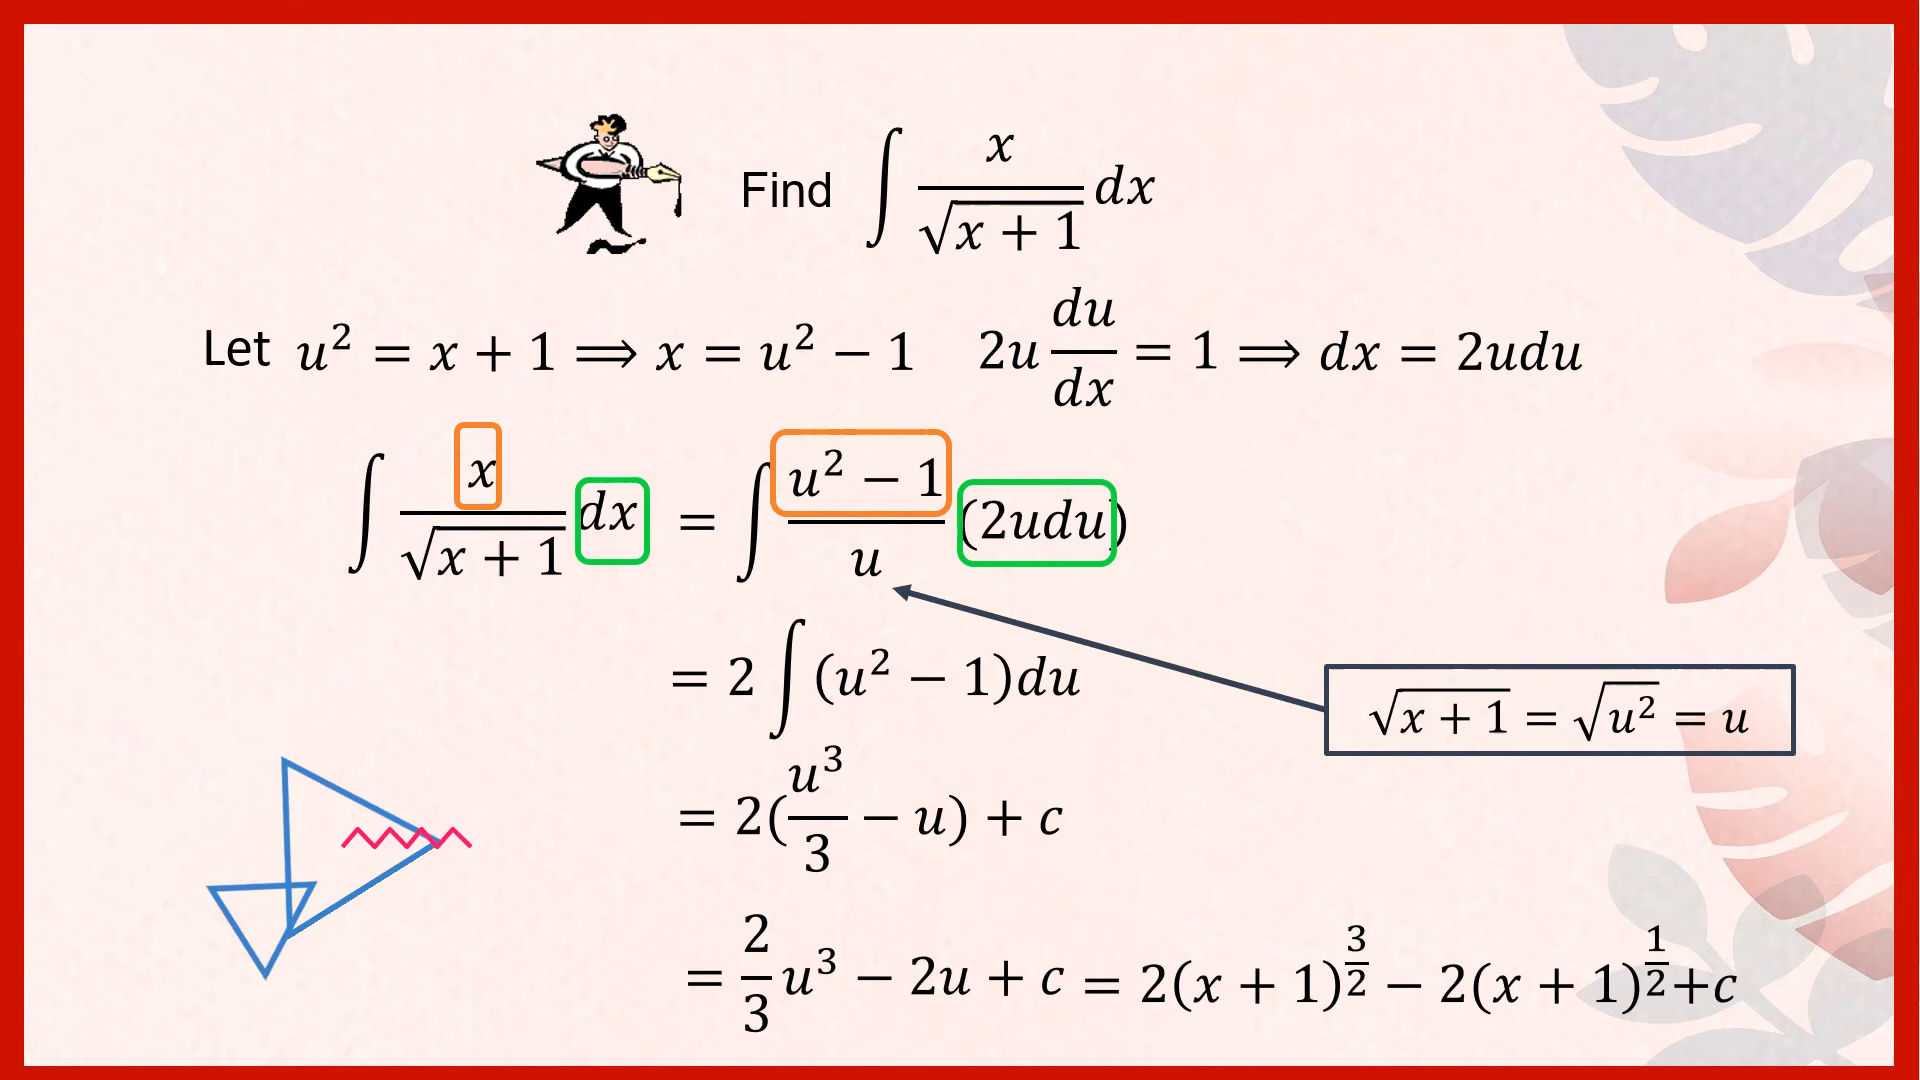 Find ∫ x/√(x + 1) dx
Let u² = x + 1 ⟹ x = u² − 1   2u du/dx = 1 ⟹ dx = 2udu
∫ x/√(x + 1) dx = ∫ (u² − 1)/u (2udu)
= 2 ∫ (u² − 1)du
√(x + 1) = √(u²) = u
= 2(u³/3 − u) + c
= 2/3 u³ − 2u + c = 2(x + 1)^(3/2) − 2(x + 1)^(1/2) + c